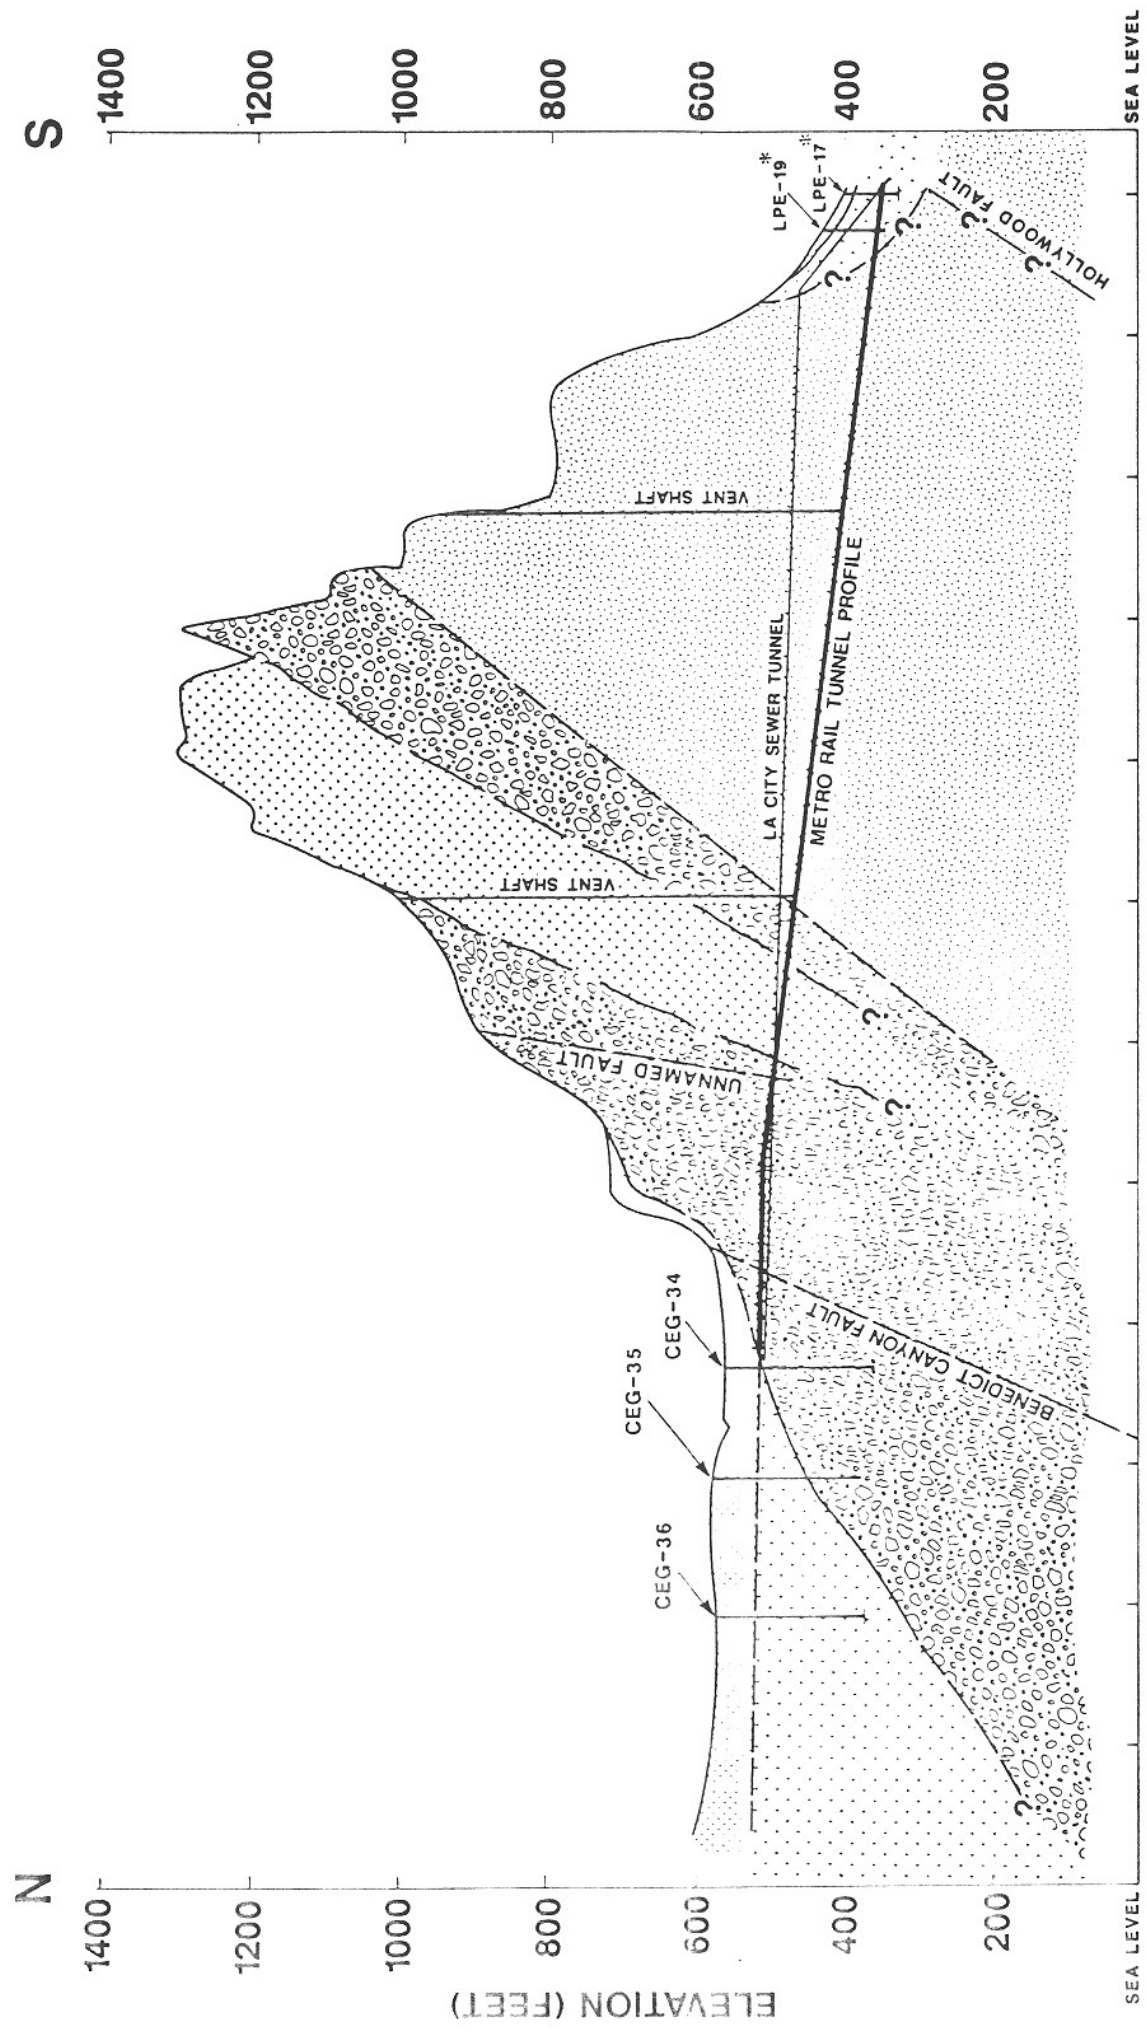 N
S
ELEVATION (FEET)
1400
1200
1000
800
600
400
200
SEA LEVEL
1400
1200
1000
800
600
400
200
SEA LEVEL
CEG-36
CEG-35
CEG-34
BENEDICT CANYON FAULT
UNNAMED FAULT
VENT SHAFT
LA CITY SEWER TUNNEL
METRO RAIL TUNNEL PROFILE
VENT SHAFT
LPE-19*
LPE-17*
HOLLYWOOD FAULT
?
?
?
?
?
?
?